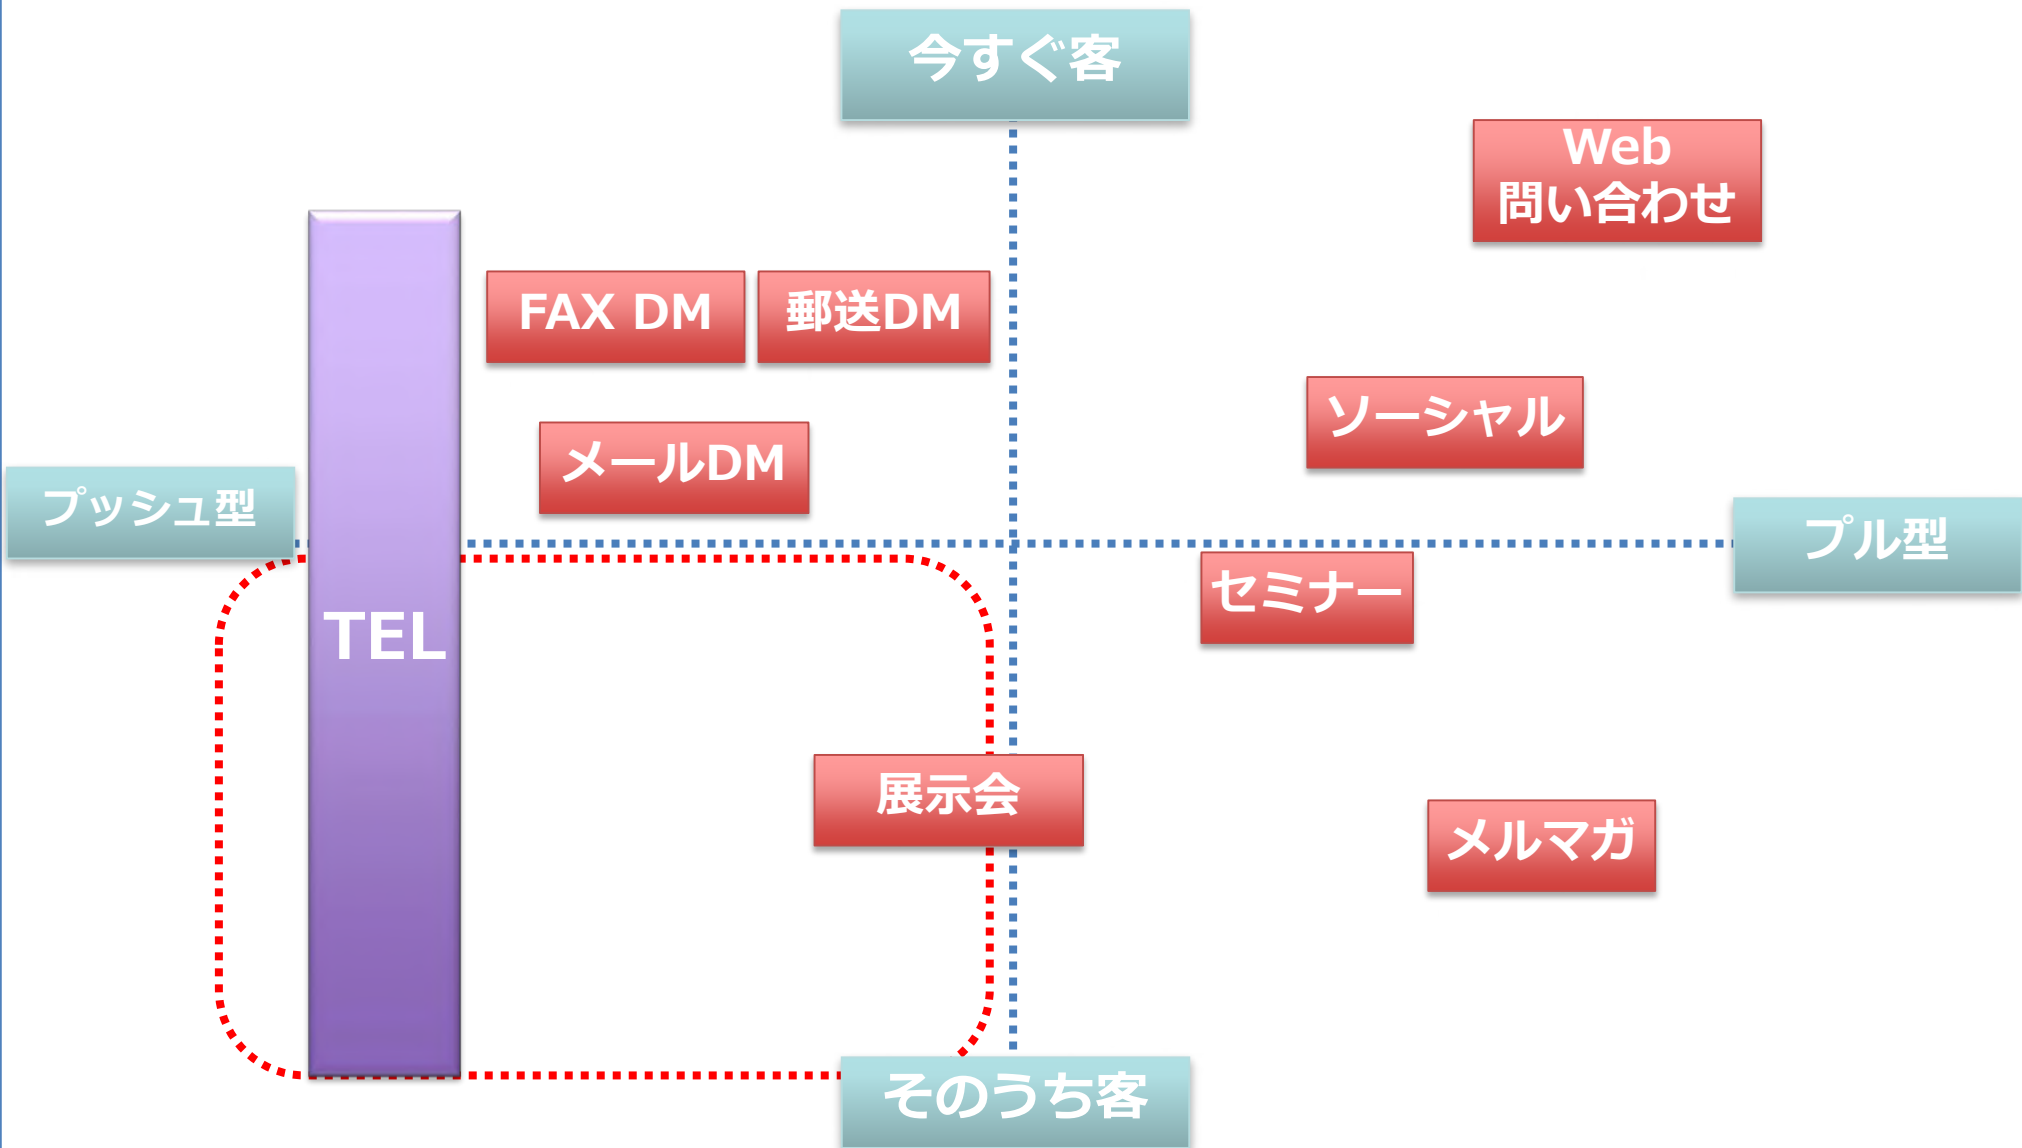 今すぐ客
Web
問い合わせ
FAX DM
郵送DM
ソーシャル
メールDM
プッシュ型
プル型
セミナー
TEL
展示会
メルマガ
そのうち客